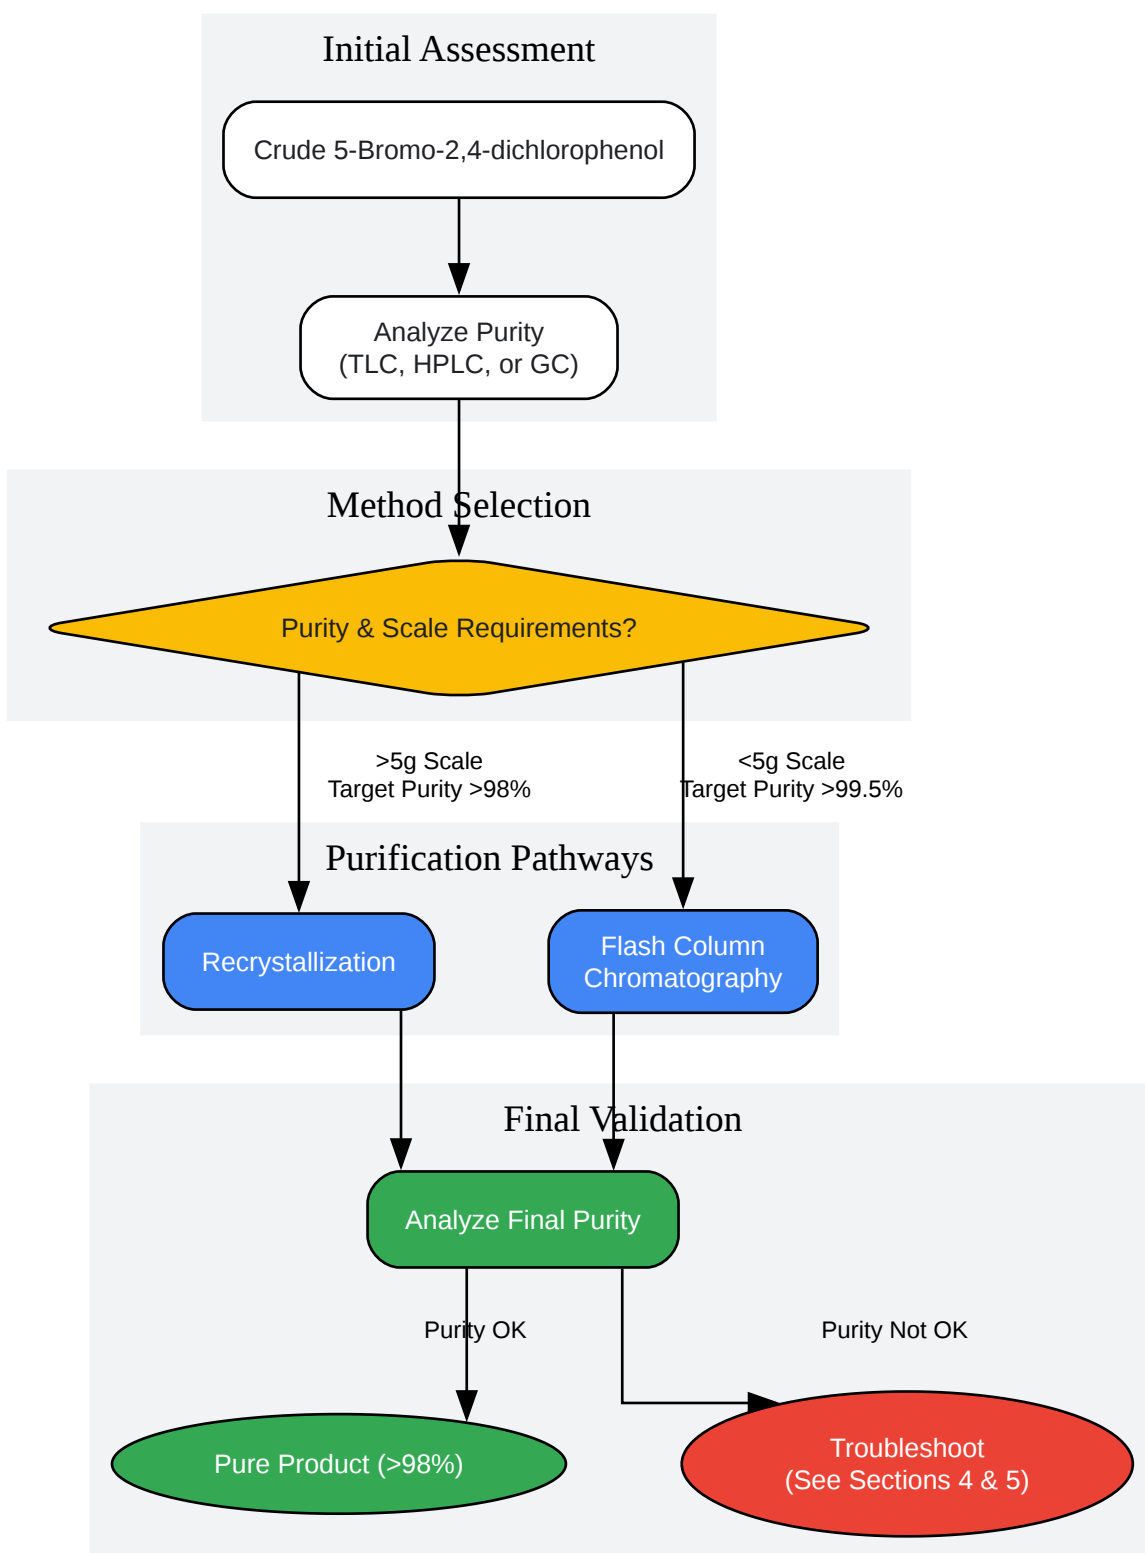 Initial Assessment
Crude 5-Bromo-2,4-dichlorophenol
Analyze Purity
(TLC, HPLC, or GC)
Method Selection
Purity & Scale Requirements?
>5g Scale
Target Purity >98%
<5g Scale
Target Purity >99.5%
Purification Pathways
Recrystallization
Flash Column
Chromatography
Final Validation
Analyze Final Purity
Purity OK
Purity Not OK
Pure Product (>98%)
Troubleshoot
(See Sections 4 & 5)